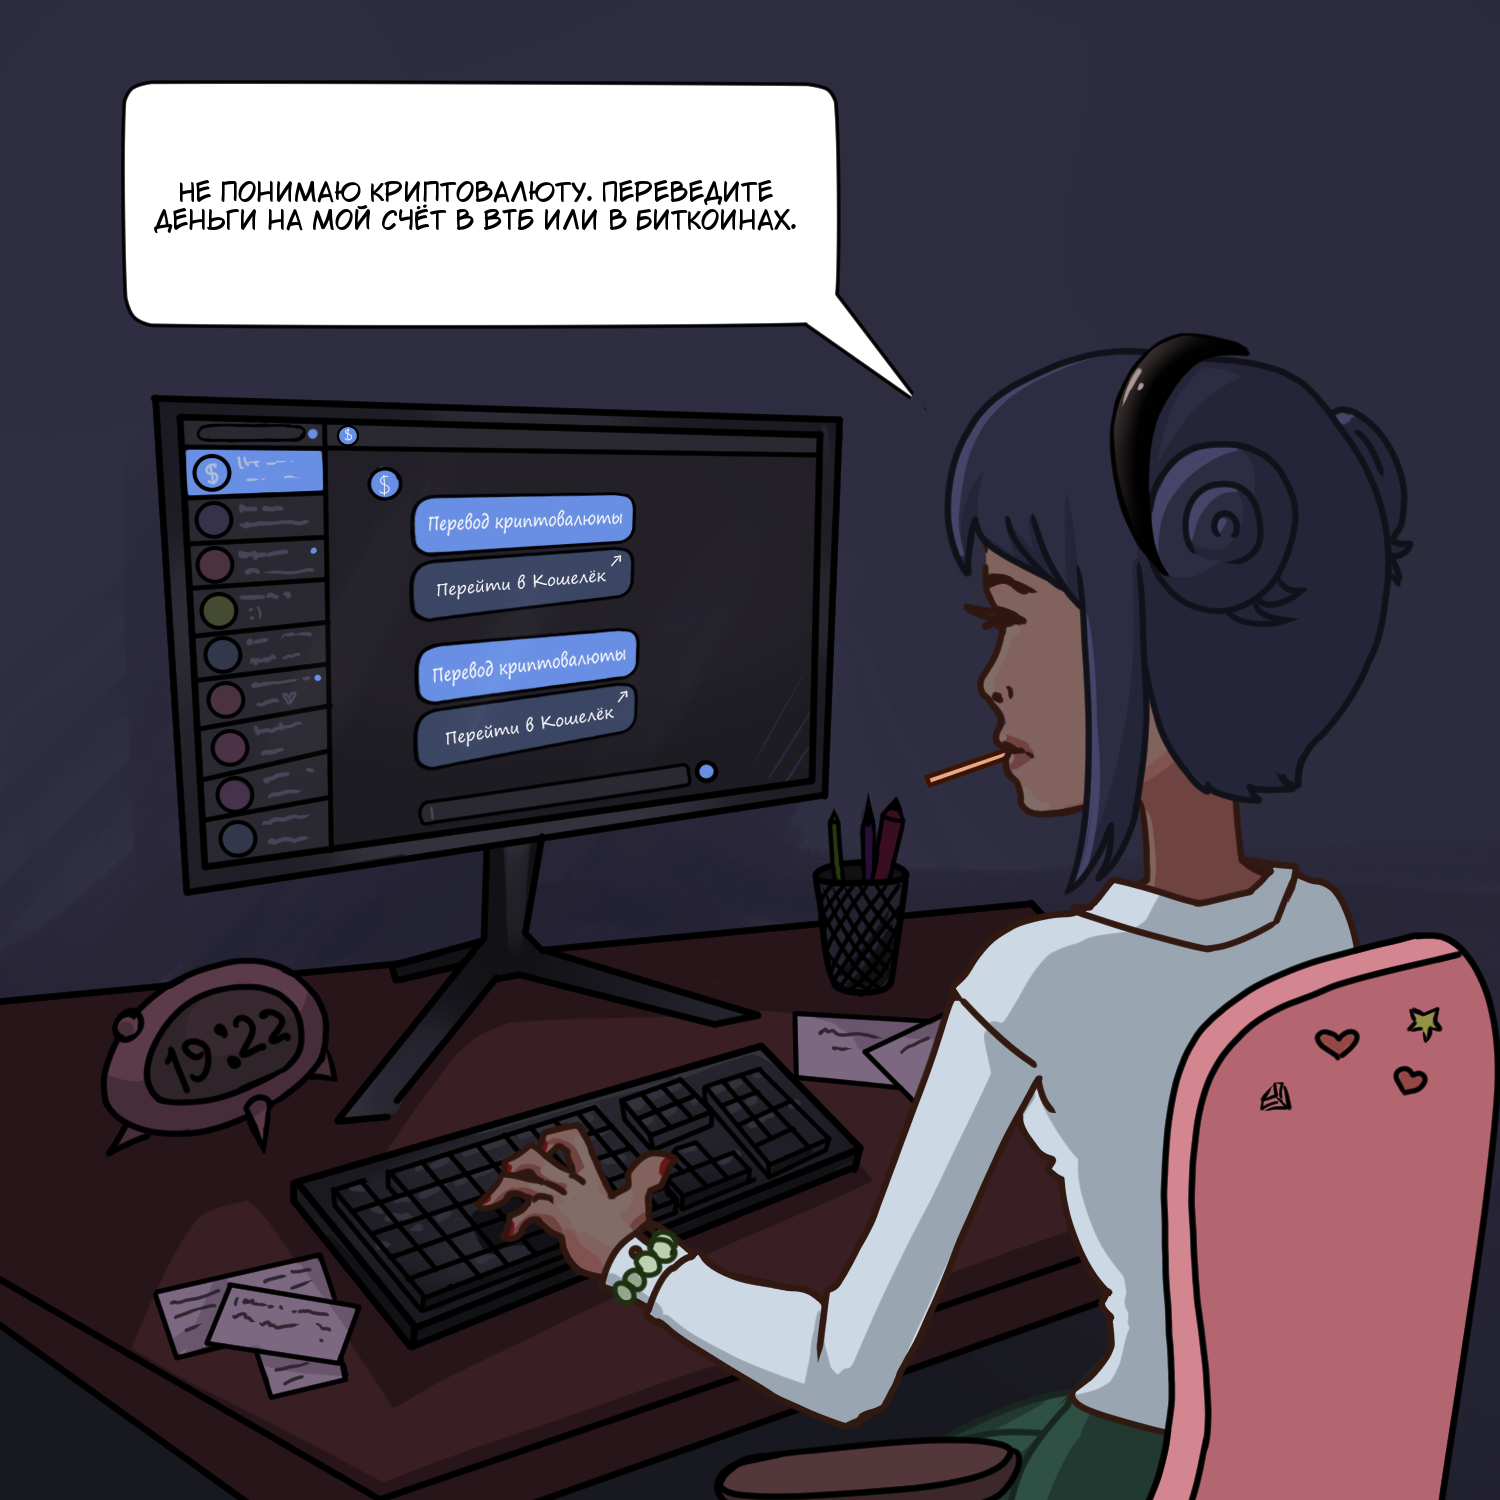 НЕ ПОНИМАЮ КРИПТОВАЛЮТУ. ПЕРЕВЕДИТЕ
ДЕНЬГИ НА МОЙ СЧЁТ В ВТБ ИЛИ В БИТКОИНАХ.
$
$
$
Перевод криптовалюты
Перейти в Кошелёк
Перевод криптовалюты
Перейти в Кошелёк
:)
19:22